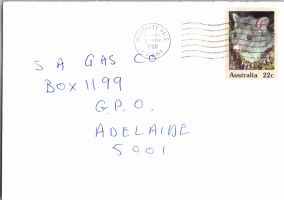 S A GAS CO
BOX 1199
G.P.O.
ADELAIDE
5001
Australia 22c